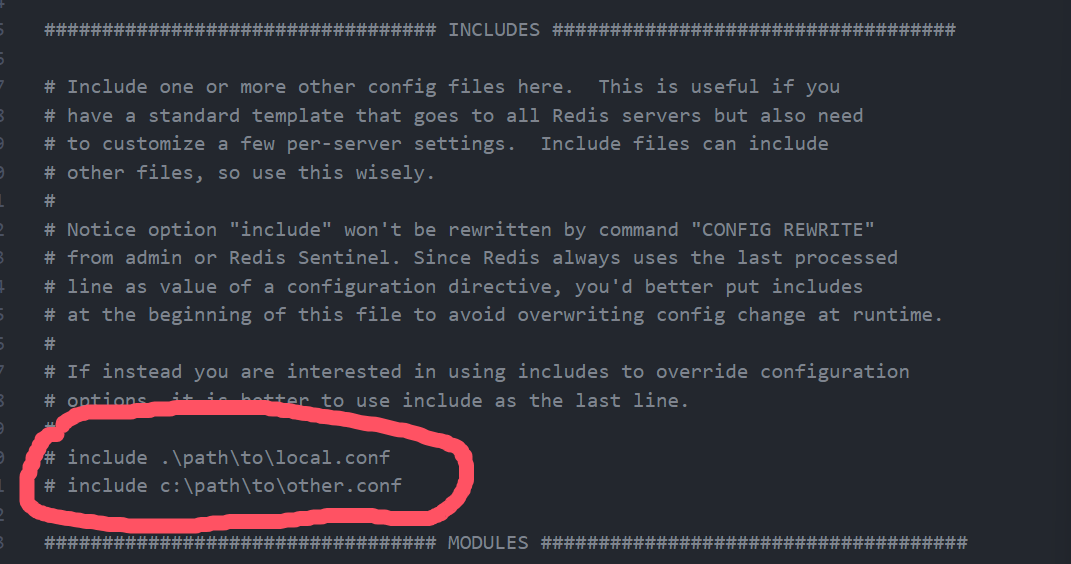 ################################## INCLUDES ###################################
# Include one or more other config files here.  This is useful if you
# have a standard template that goes to all Redis servers but also need
# to customize a few per-server settings.  Include files can include
# other files, so use this wisely.
#
# Notice option "include" won't be rewritten by command "CONFIG REWRITE"
# from admin or Redis Sentinel. Since Redis always uses the last processed
# line as value of a configuration directive, you'd better put includes
# at the beginning of this file to avoid overwriting config change at runtime.
#
# If instead you are interested in using includes to override configuration
# options, it is better to use include as the last line.
#
# include .\path\to\local.conf
# include c:\path\to\other.conf
################################## MODULES #####################################